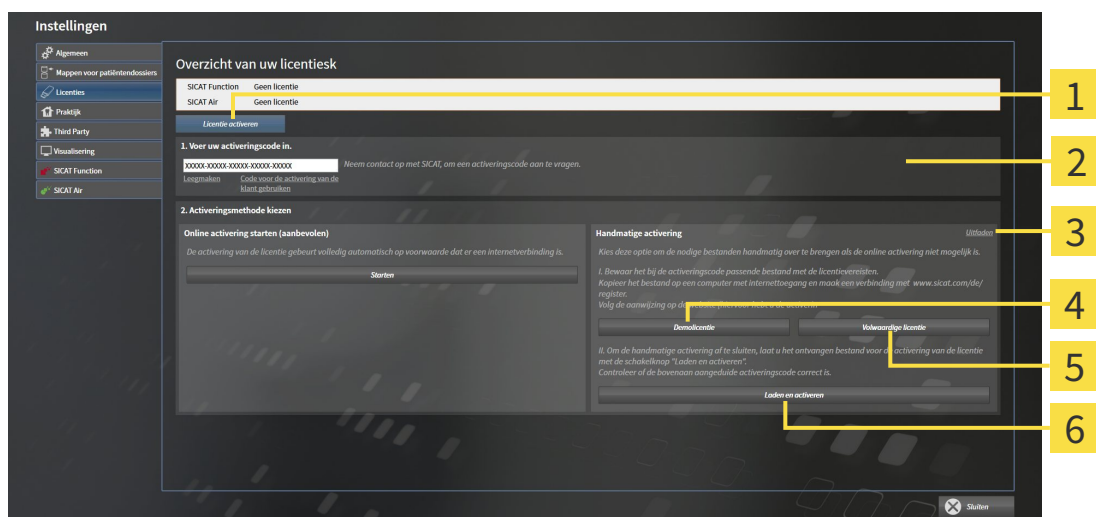 Instellingen
Algemeen
Mappen voor patiëntendossiers
Licenties
Praktijk
Third Party
Visualisering
SICAT Function
SICAT Air
Overzicht van uw licentiesk
SICAT Function Geen licentie
SICAT Air Geen licentie
Licentie activeren
1. Voer uw activeringscode in.
XXXXX-XXXXX-XXXXX-XXXXX-XXXXX
Neem contact op met SICAT, om een activeringscode aan te vragen.
Leegmaken
Code voor de activering van de
klant gebruiken
2. Activeringsmethode kiezen
Online activering starten (aanbevolen)
De activering van de licentie gebeurt volledig automatisch op voorwaarde dat er een internetverbinding is.
Starten
Handmatige activering
Uitfaden
Kies deze optie om de nodige bestanden handmatig over te brengen als de online activering niet mogelijk is.
I. Bewaar het bij de activeringscode passende bestand met de licentievereisten.
Kopieer het bestand op een computer met internettoegang en maak een verbinding met www.sicat.com/de/
register.
Volg de aanwijzing op de
Demolicentie
Volwaardige licentie
II. Om de handmatige activering af te sluiten, laat u het ontvangen bestand voor de activering van de licentie
met de schakelknop "Laden en activeren".
Controleer of de bovenaan aangeduide activeringscode correct is.
Laden en activeren
Sluiten
1
2
3
4
5
6